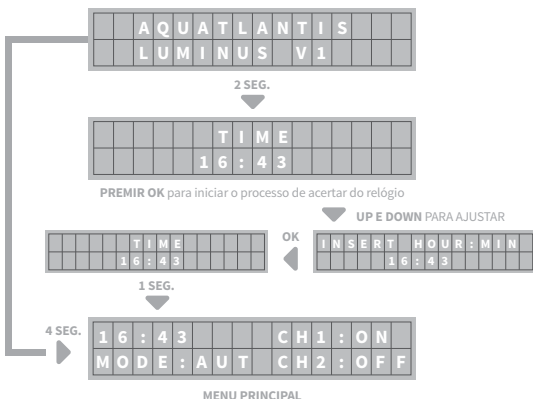 AQUATLANTIS
LUMINUS V1
2 SEG.
TIME
16:43
PREMIR OK para iniciar o processo de acertar do relógio
UP E DOWN PARA AJUSTAR
OK
TIME
16:43
INSERT HOUR:MIN
16:43
1 SEG.
4 SEG.
16:43 CH1:ON
MODE:AUT CH2:OFF
MENU PRINCIPAL